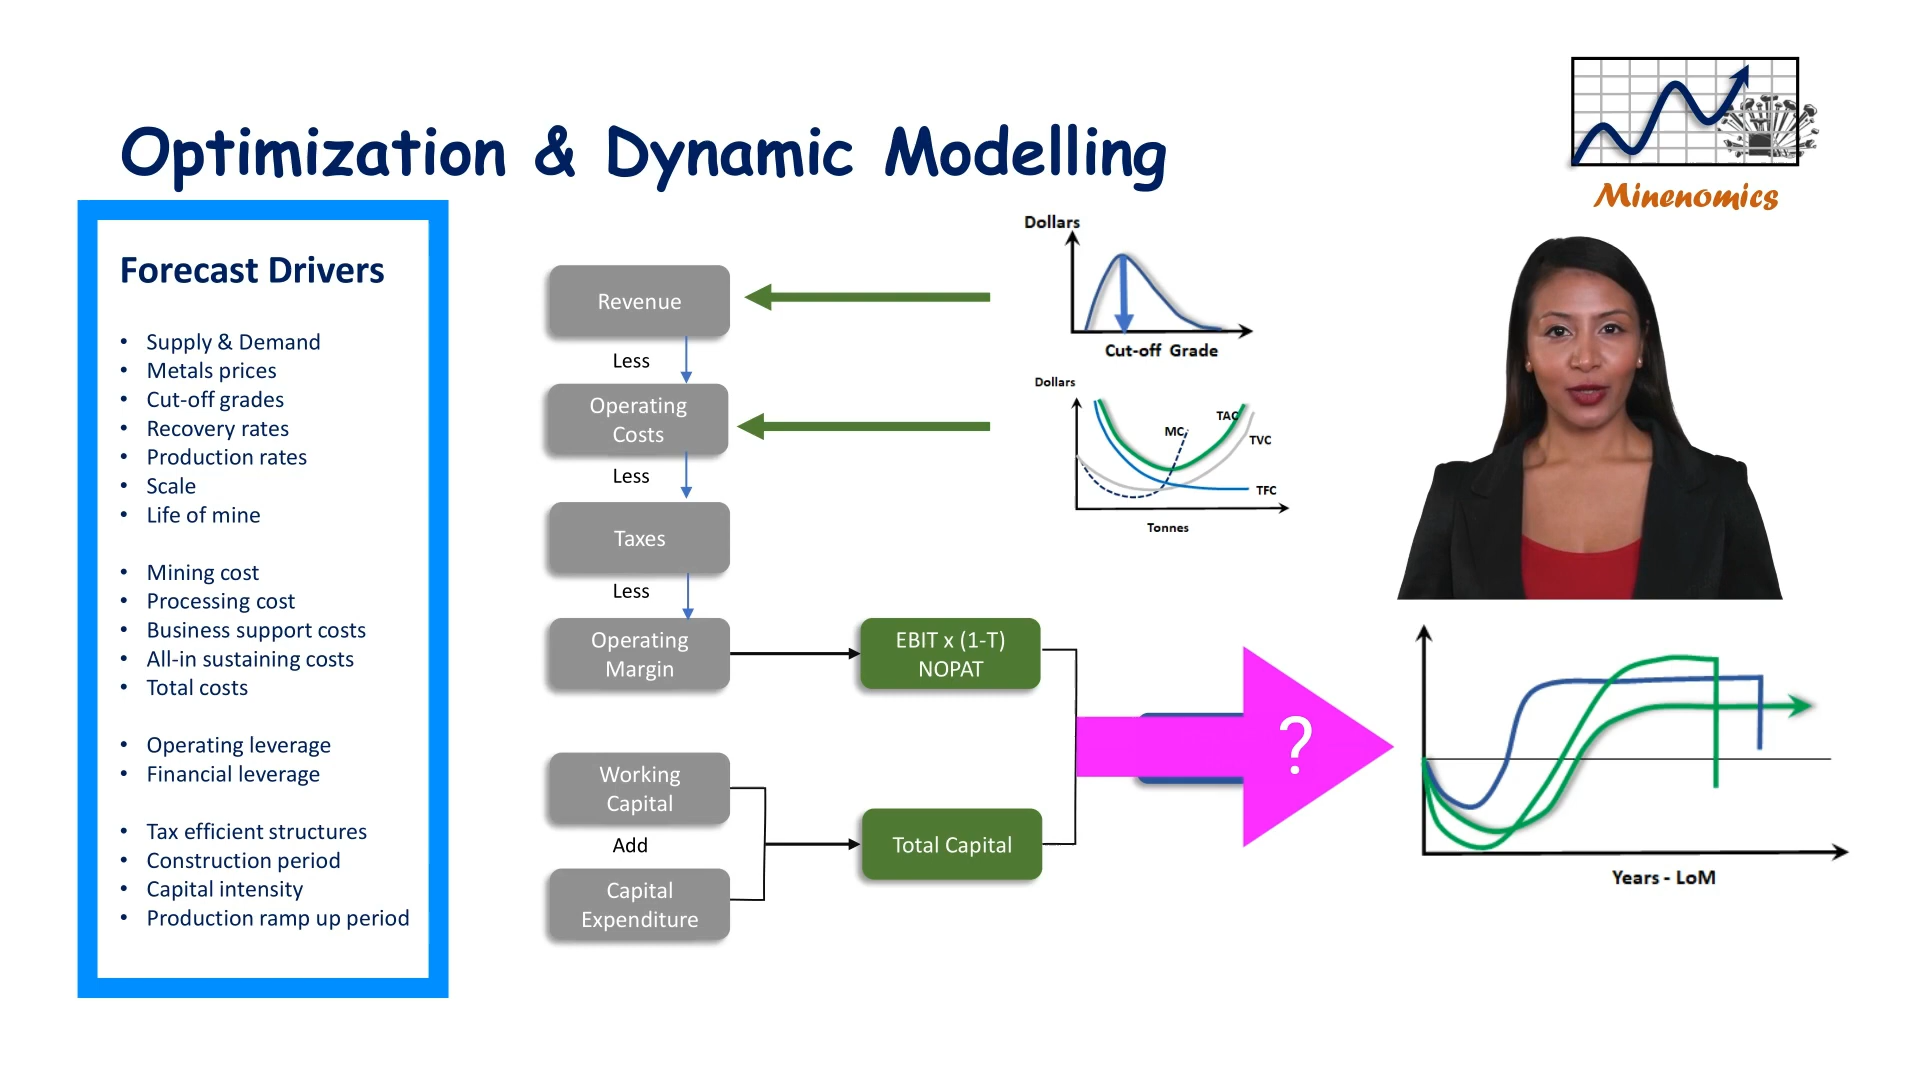 Optimization & Dynamic Modelling
Minenomics
Forecast Drivers
• Supply & Demand
• Metals prices
• Cut-off grades
• Recovery rates
• Production rates
• Scale
• Life of mine
• Mining cost
• Processing cost
• Business support costs
• All-in sustaining costs
• Total costs
• Operating leverage
• Financial leverage
• Tax efficient structures
• Construction period
• Capital intensity
• Production ramp up period
Revenue
Less
Operating
Costs
Less
Taxes
Less
Operating
Margin
EBIT x (1-T)
NOPAT
Working
Capital
Add
Capital
Expenditure
Total Capital
?
Dollars
Cut-off Grade
Dollars
MC
TAC
TVC
TFC
Tonnes
Years - LoM